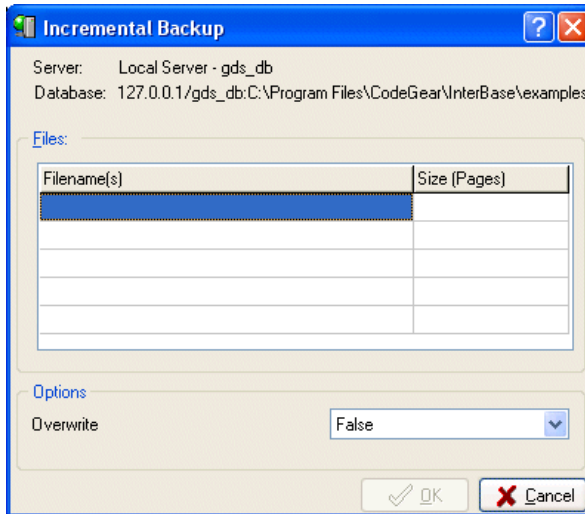 Incremental Backup
Server: Local Server - gds_db
Database: 127.0.0.1/gds_db:C:\Program Files\CodeGear\InterBase\examples
Files:
Filename(s) Size (Pages)
Options
Overwrite False
OK Cancel